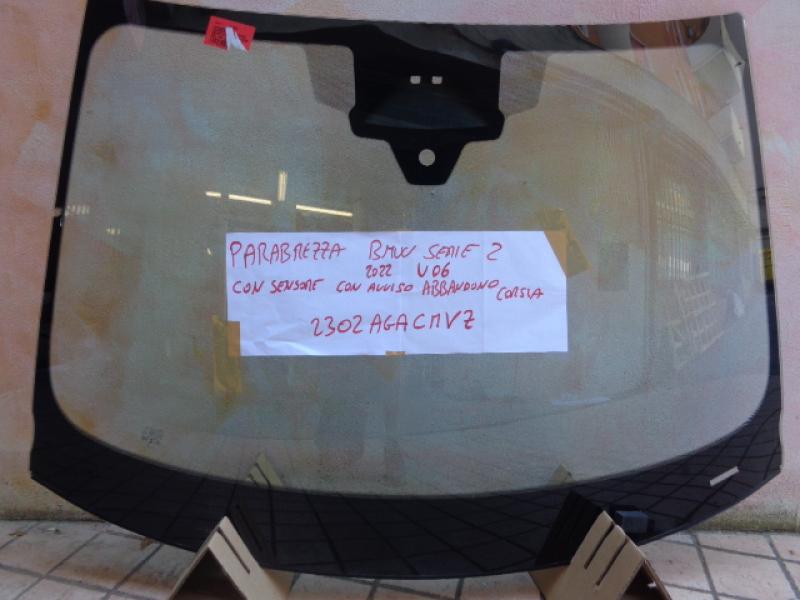 PARABREZZA BMW SERIE 2
2022 U06
CON SENSORE CON AVVISO ABBANDONO CORSIA
2302AGACMVZ